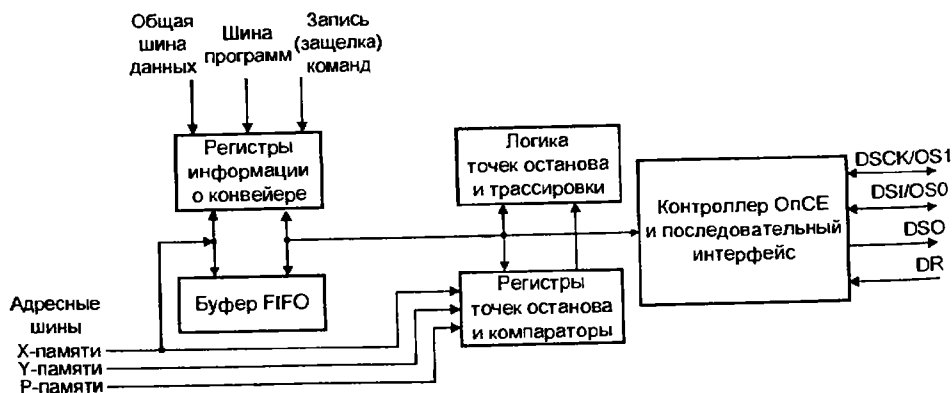 Общая
шина
данных
Шина
программ
Запись
(защелка)
команд
Регистры
информации
о конвейере
Логика
точек останова
и трассировки
Контроллер OnCE
и последовательный
интерфейс
DSCK/OS1
DSI/OS0
DSO
DR
Буфер FIFO
Регистры
точек останова
и компараторы
Адресные
шины
X-памяти
Y-памяти
P-памяти